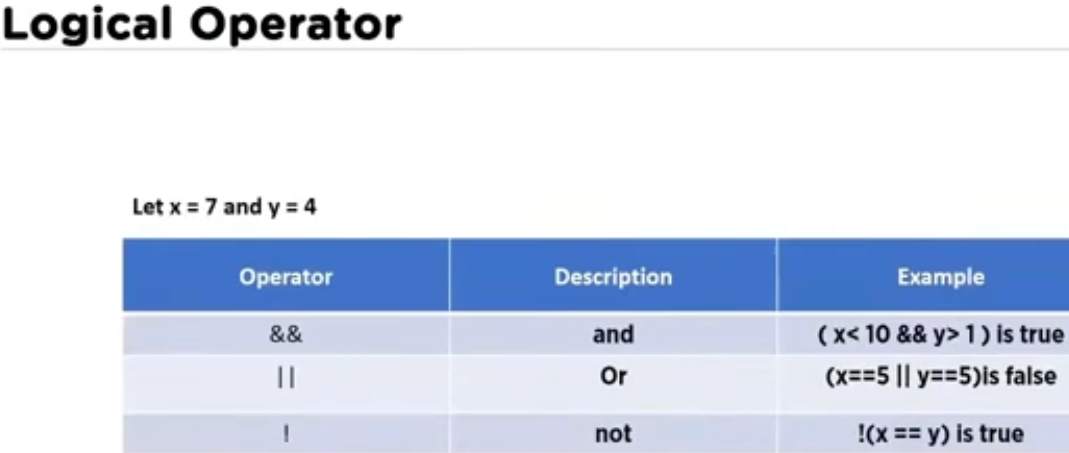 Logical Operator
Let x = 7 and y = 4
Operator Description Example
&& and ( x< 10 && y> 1 ) is true
|| Or (x==5 || y==5)is false
! not !(x == y) is true